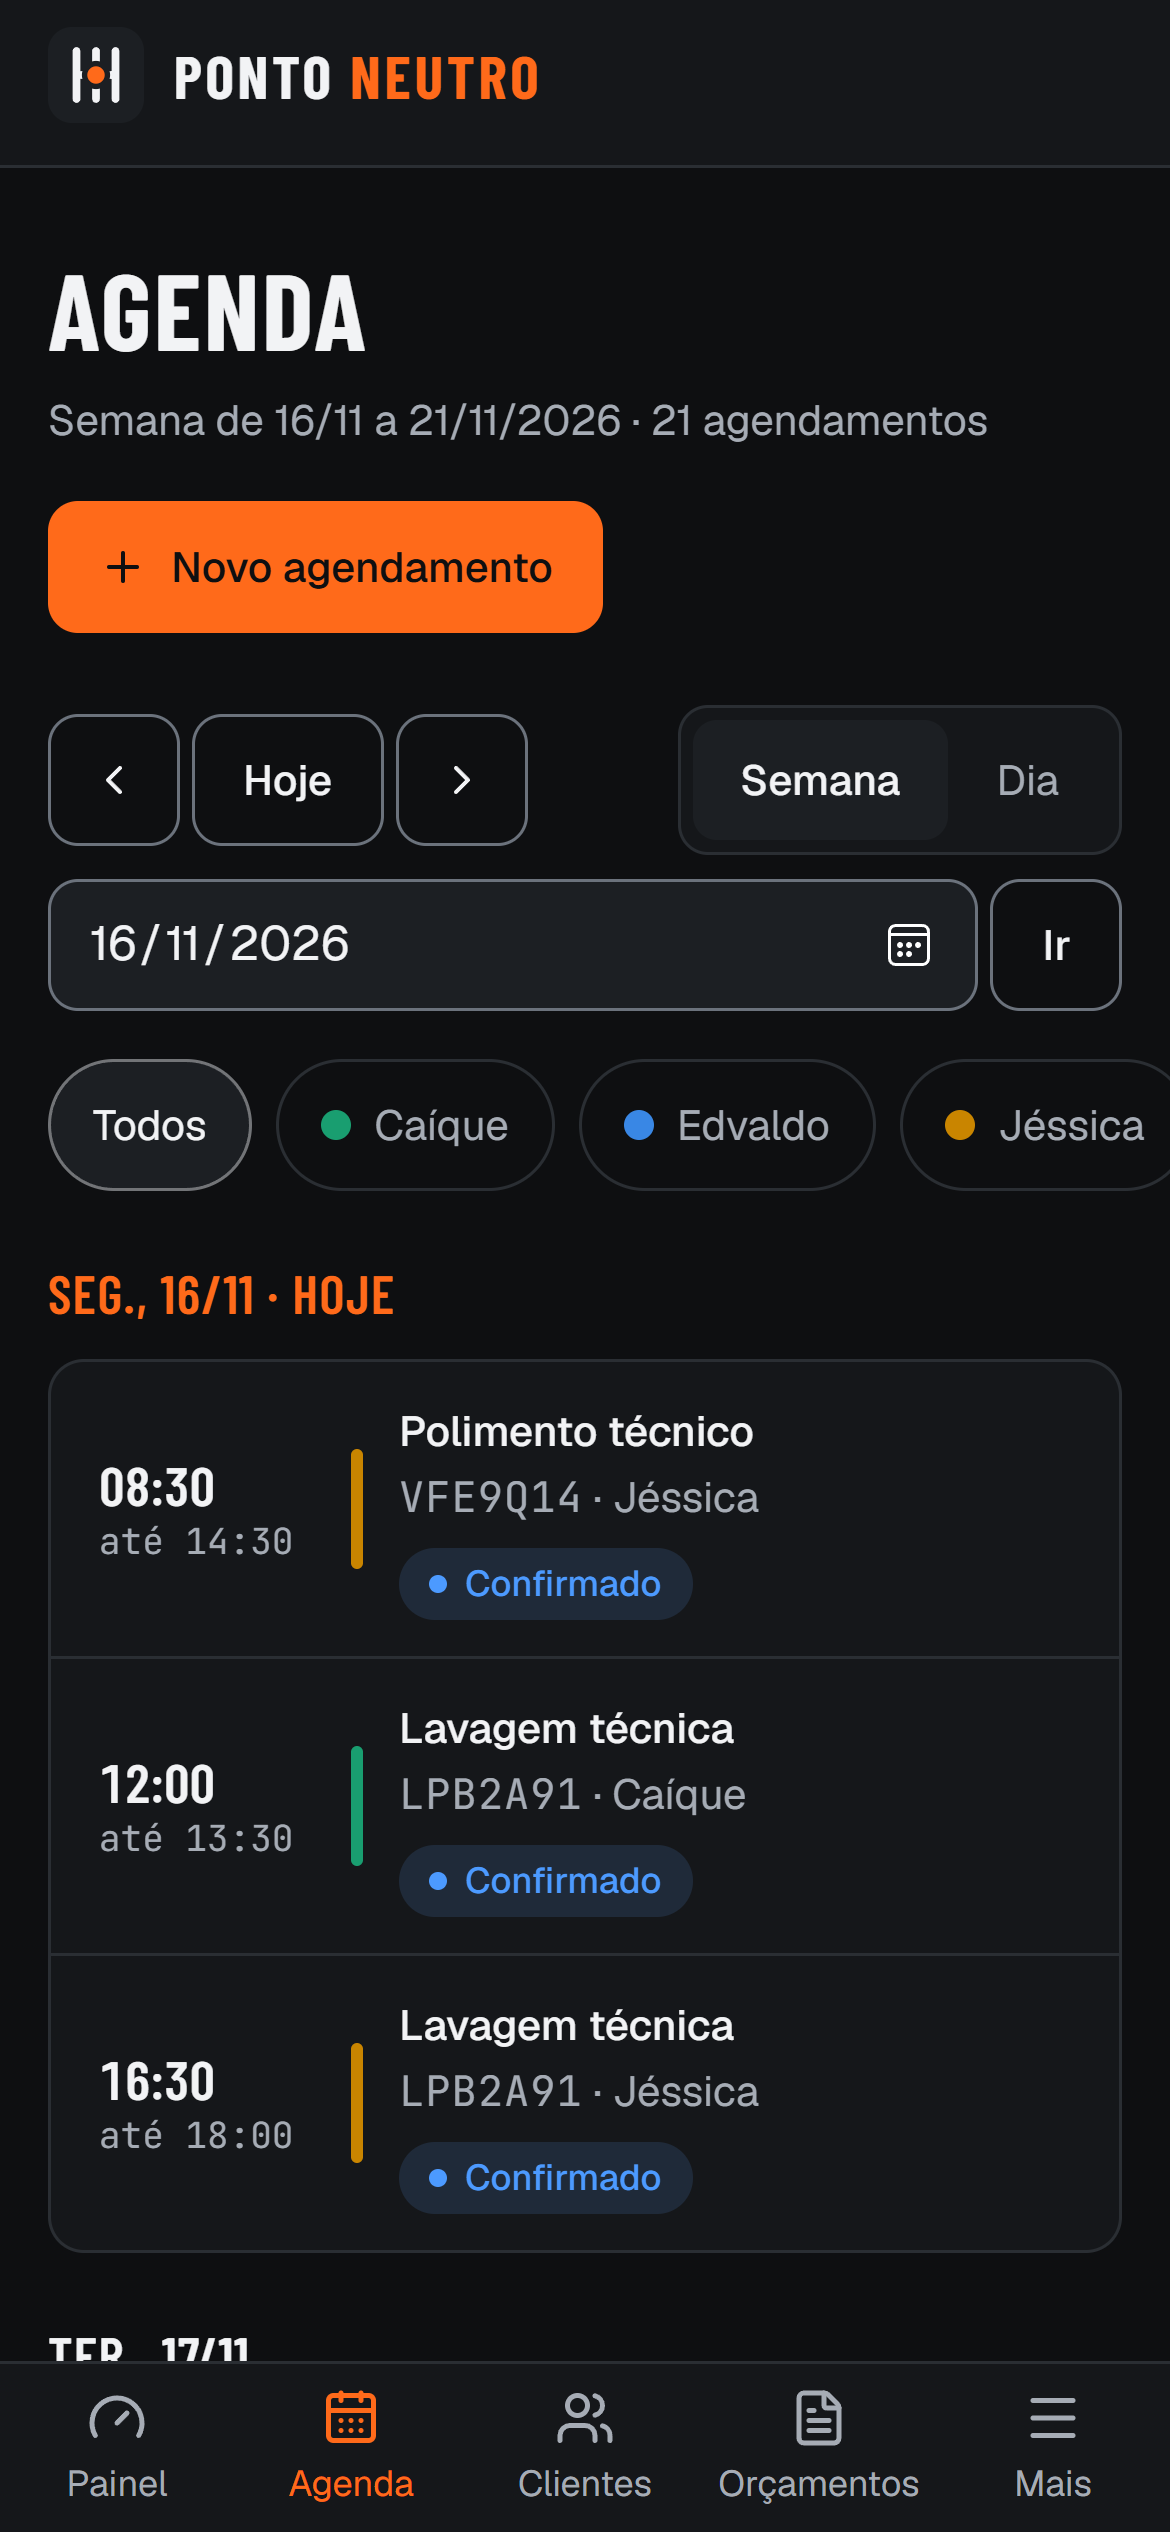 PONTO NEUTRO
AGENDA
Semana de 16/11 a 21/11/2026 · 21 agendamentos
Novo agendamento
Hoje
Semana
Dia
16/11/2026
Ir
Todos
Caíque
Edvaldo
Jéssica
SEG., 16/11 · HOJE
08:30
até 14:30
Polimento técnico
VFE9Q14 · Jéssica
Confirmado
12:00
até 13:30
Lavagem técnica
LPB2A91 · Caíque
Confirmado
16:30
até 18:00
Lavagem técnica
LPB2A91 · Jéssica
Confirmado
TER., 17/11
Painel
Agenda
Clientes
Orçamentos
Mais